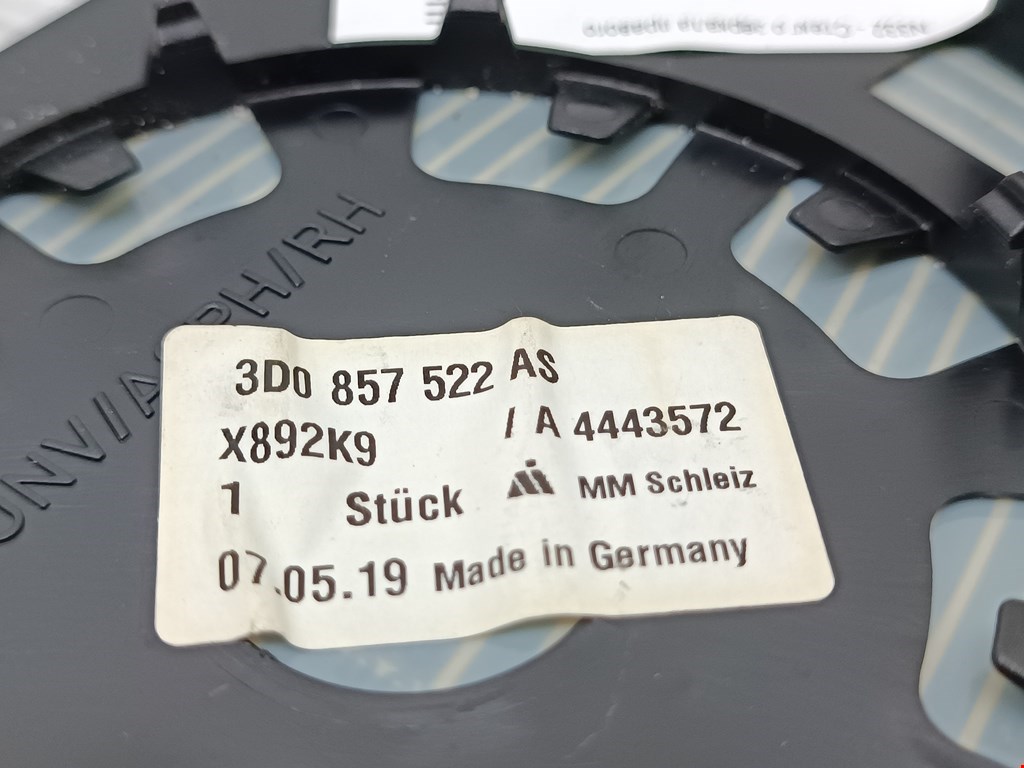 3D0 857 522 AS
X892K9 / A 4443572
1 Stück MM Schleiz
07.05.19 Made in Germany